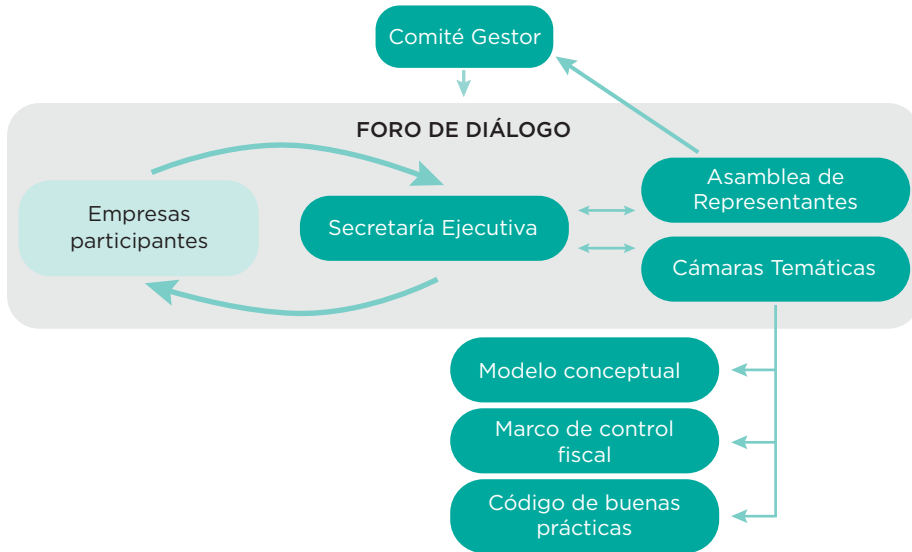 Comité Gestor
FORO DE DIÁLOGO
Empresas
participantes
Secretaría Ejecutiva
Asamblea de
Representantes
Cámaras Temáticas
Modelo conceptual
Marco de control
fiscal
Código de buenas
prácticas